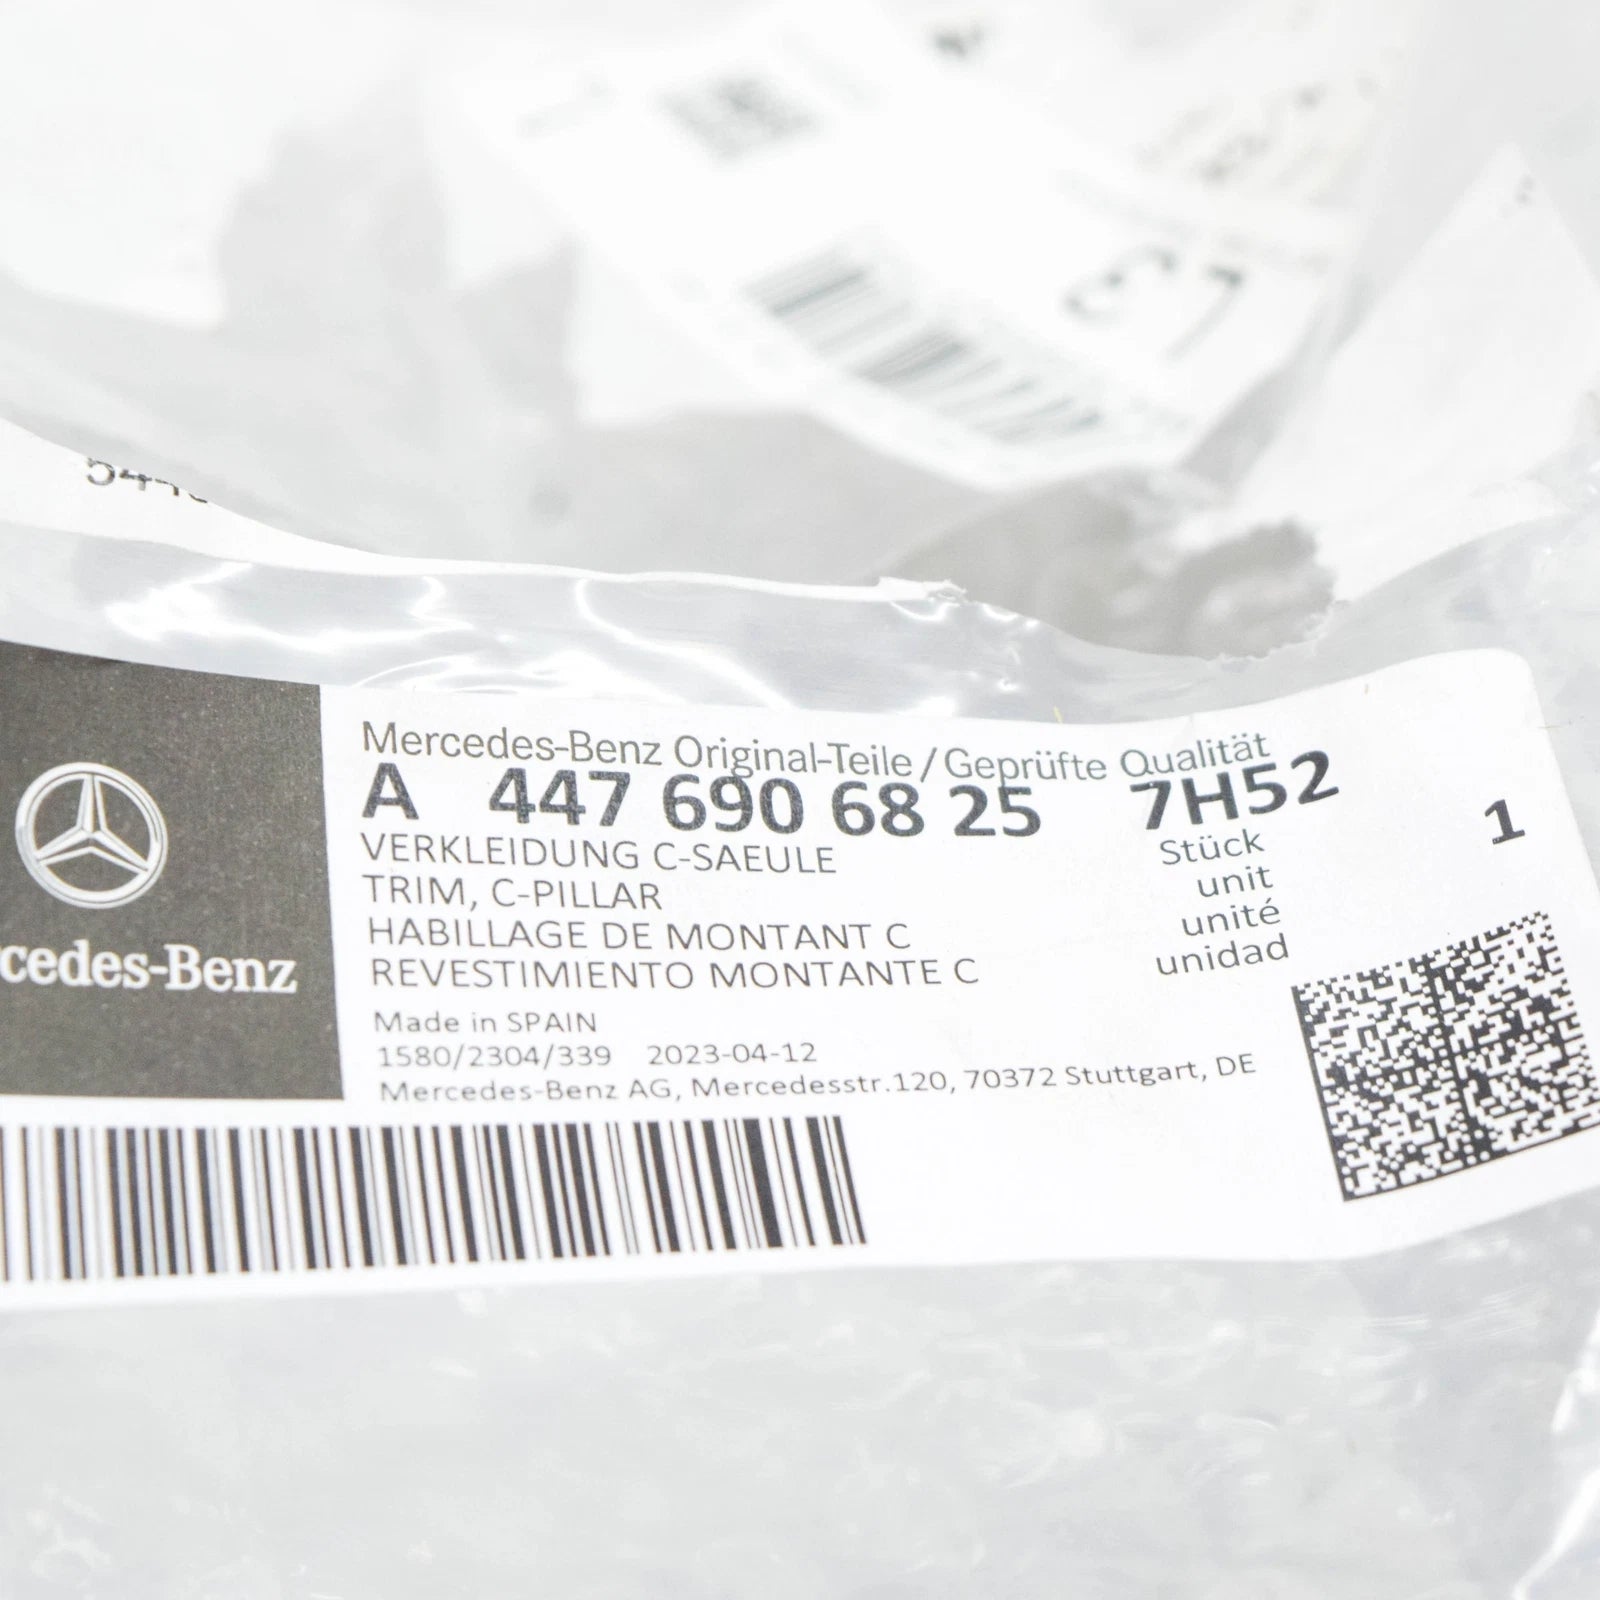 Mercedes-Benz Original-Teile / Geprüfte Qualität
A 447 690 68 25 7H52
1
VERKLEIDUNG C-SAEULE
TRIM, C-PILLAR
HABILLAGE DE MONTANT C
REVESTIMIENTO MONTANTE C
Stück
unit
unité
unidad
Made in SPAIN
1580/2304/339 2023-04-12
Mercedes-Benz AG, Mercedesstr.120, 70372 Stuttgart, DE
cedes-Benz